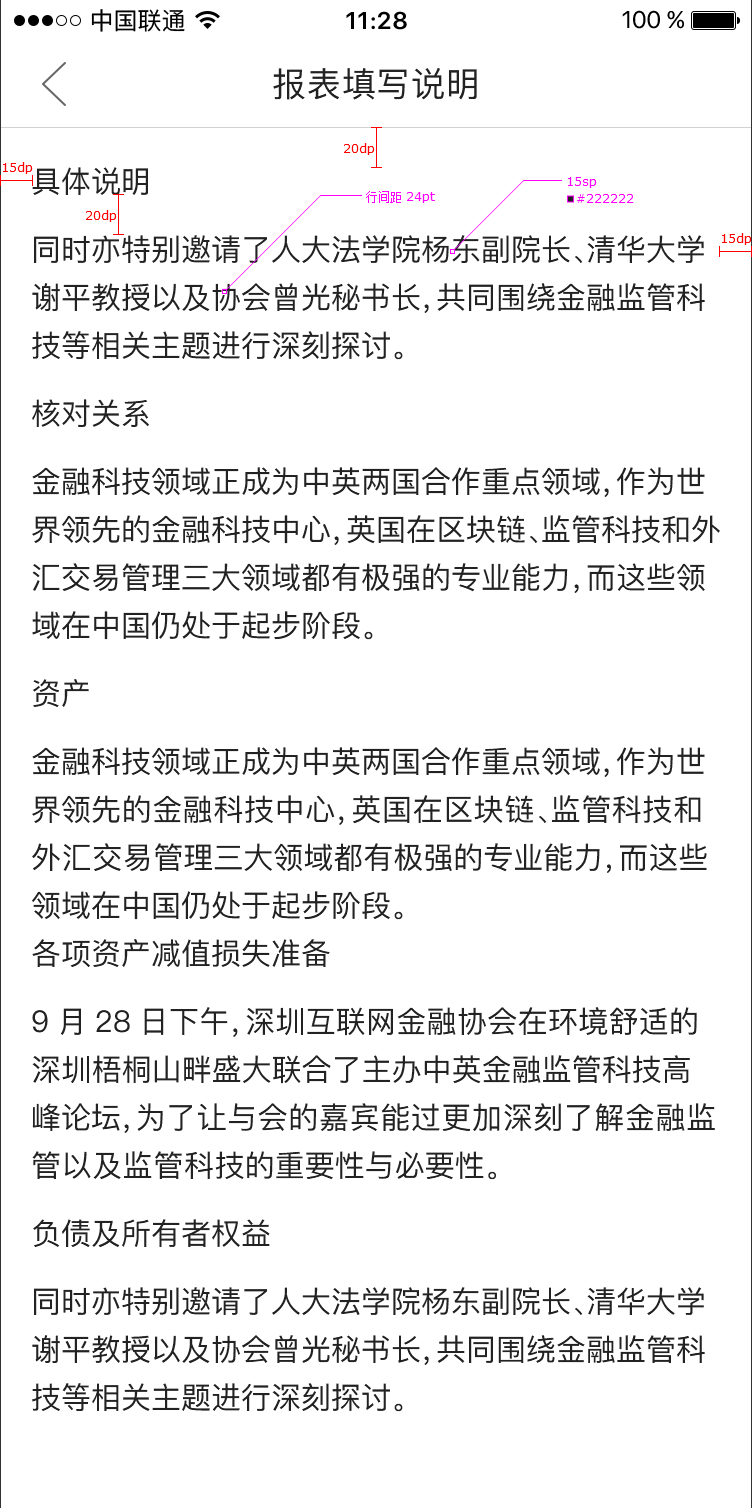 中国联通 11:28 100 %
报表填写说明
20dp
15dp
具体说明
15sp
行间距 24pt
#222222
20dp
15dp
同时亦特别邀请了人大法学院杨东副院长、清华大学
谢平教授以及协会曾光秘书长,共同围绕金融监管科
技等相关主题进行深刻探讨。
核对关系
金融科技领域正成为中英两国合作重点领域,作为世
界领先的金融科技中心,英国在区块链、监管科技和外
汇交易管理三大领域都有极强的专业能力,而这些领
域在中国仍处于起步阶段。
资产
金融科技领域正成为中英两国合作重点领域,作为世
界领先的金融科技中心,英国在区块链、监管科技和
外汇交易管理三大领域都有极强的专业能力,而这些
领域在中国仍处于起步阶段。
各项资产减值损失准备
9 月 28 日下午,深圳互联网金融协会在环境舒适的
深圳梧桐山畔盛大联合了主办中英金融监管科技高
峰论坛,为了让与会的嘉宾能过更加深刻了解金融监
管以及监管科技的重要性与必要性。
负债及所有者权益
同时亦特别邀请了人大法学院杨东副院长、清华大学
谢平教授以及协会曾光秘书长,共同围绕金融监管科
技等相关主题进行深刻探讨。